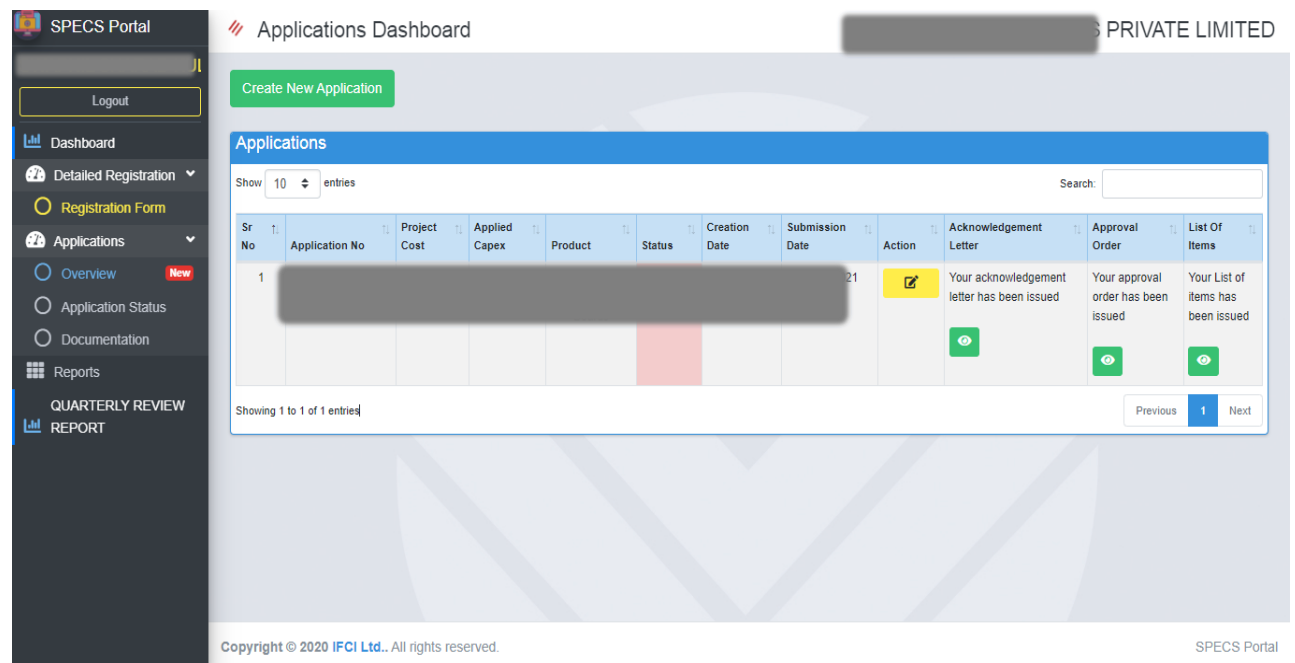 SPECS Portal
Applications Dashboard
PRIVATE LIMITED
Logout
Create New Application
Dashboard
Detailed Registration
Registration Form
Applications
Overview New
Application Status
Documentation
Reports
QUARTERLY REVIEW
REPORT
Applications
Show 10 entries
Search:
Sr No
Application No
Project Cost
Applied Capex
Product
Status
Creation Date
Submission Date
Action
Acknowledgement Letter
Approval Order
List Of Items
1
21
Your acknowledgement
letter has been issued
Your approval
order has been
issued
Your List of
items has
been issued
Showing 1 to 1 of 1 entries
Previous 1 Next
Copyright © 2020 IFCI Ltd.. All rights reserved.
SPECS Portal